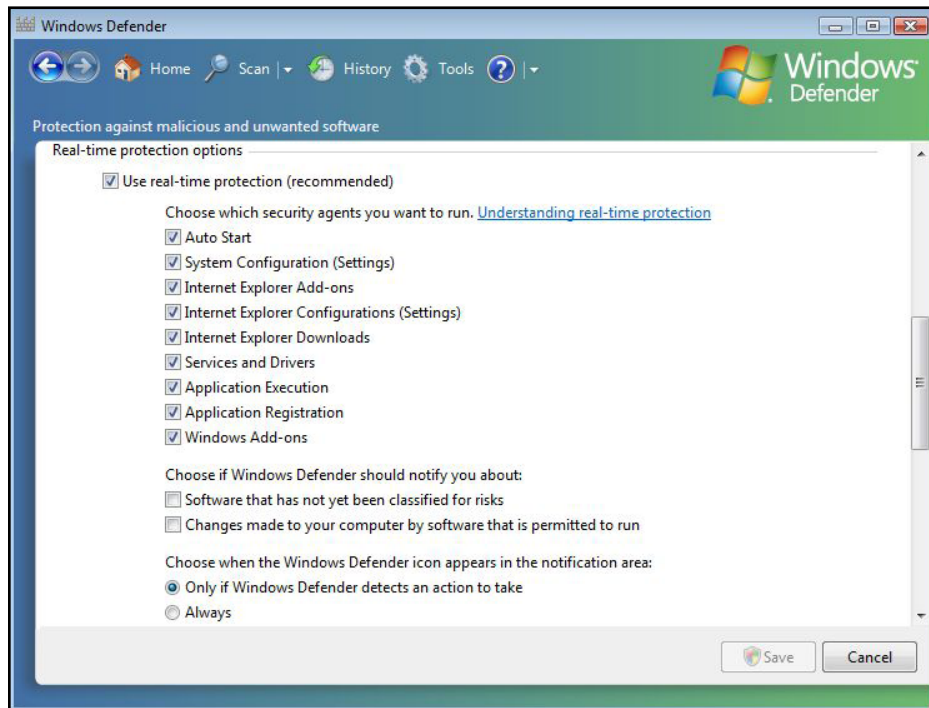 Windows Defender
Home Scan History Tools
Windows Defender
Protection against malicious and unwanted software
Real-time protection options
Use real-time protection (recommended)
Choose which security agents you want to run. Understanding real-time protection
Auto Start
System Configuration (Settings)
Internet Explorer Add-ons
Internet Explorer Configurations (Settings)
Internet Explorer Downloads
Services and Drivers
Application Execution
Application Registration
Windows Add-ons
Choose if Windows Defender should notify you about:
Software that has not yet been classified for risks
Changes made to your computer by software that is permitted to run
Choose when the Windows Defender icon appears in the notification area:
Only if Windows Defender detects an action to take
Always
Save Cancel